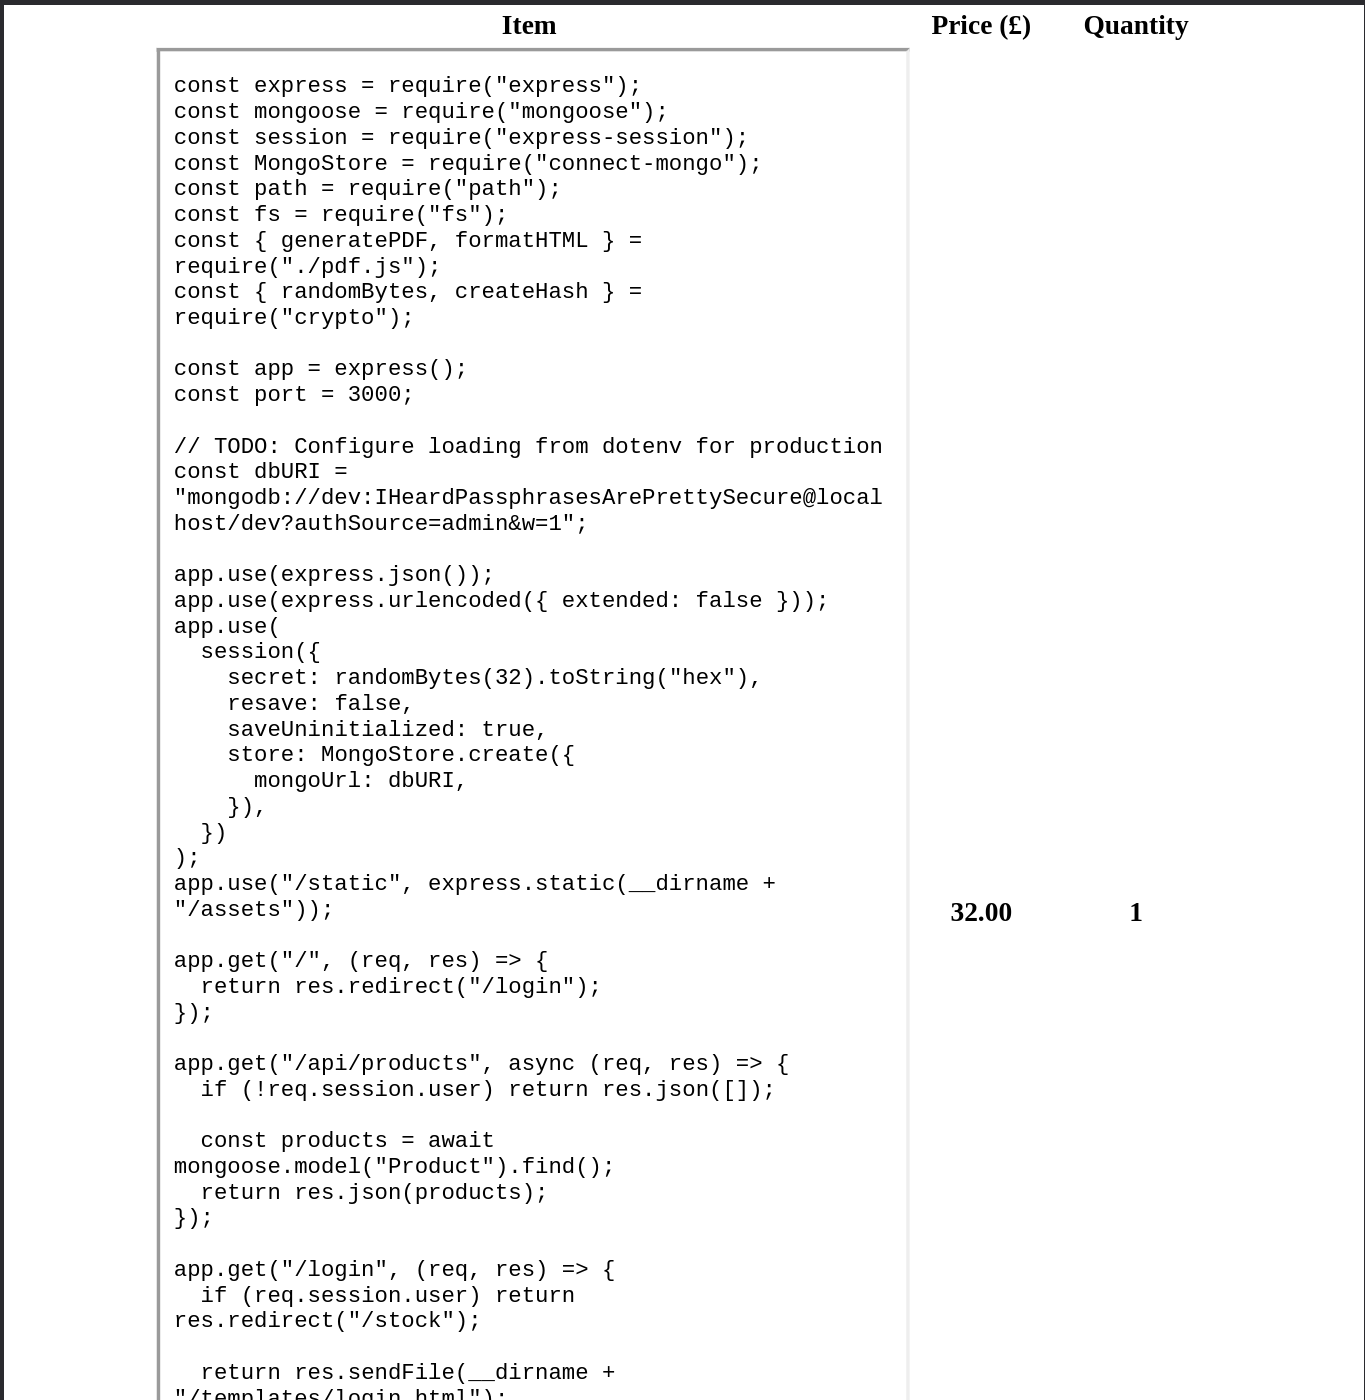 Item Price (£) Quantity
const express = require("express");
const mongoose = require("mongoose");
const session = require("express-session");
const MongoStore = require("connect-mongo");
const path = require("path");
const fs = require("fs");
const { generatePDF, formatHTML } =
require("./pdf.js");
const { randomBytes, createHash } =
require("crypto");

const app = express();
const port = 3000;

// TODO: Configure loading from dotenv for production
const dbURI =
"mongodb://dev:IHeardPassphrasesArePrettySecure@local
host/dev?authSource=admin&w=1";

app.use(express.json());
app.use(express.urlencoded({ extended: false }));
app.use(
  session({
    secret: randomBytes(32).toString("hex"),
    resave: false,
    saveUninitialized: true,
    store: MongoStore.create({
      mongoUrl: dbURI,
    }),
  })
);
app.use("/static", express.static(__dirname +
"/assets"));
32.00 1

app.get("/", (req, res) => {
  return res.redirect("/login");
});

app.get("/api/products", async (req, res) => {
  if (!req.session.user) return res.json([]);

  const products = await
mongoose.model("Product").find();
  return res.json(products);
});

app.get("/login", (req, res) => {
  if (req.session.user) return
res.redirect("/stock");

  return res.sendFile(__dirname +
"/templates/login.html");